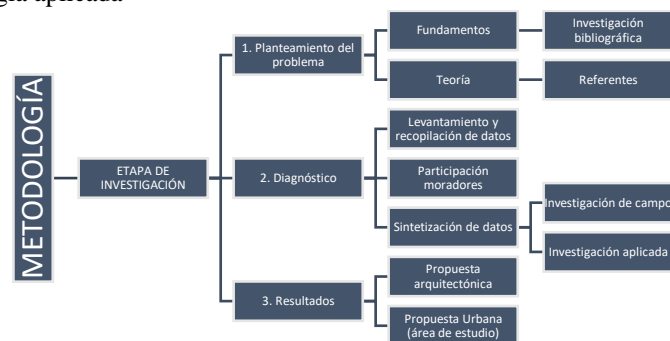 gía aplicada
METODOLOGÍA
ETAPA DE
INVESTIGACIÓN
1. Planteamiento del
problema
Fundamentos
Investigación
bibliográfica
Teoría
Referentes
2. Diagnóstico
Levantamiento y
recopilación de datos
Participación
moradores
Sintetización de datos
Investigación de campo
Investigación aplicada
3. Resultados
Propuesta
arquitectónica
Propuesta Urbana
(área de estudio)